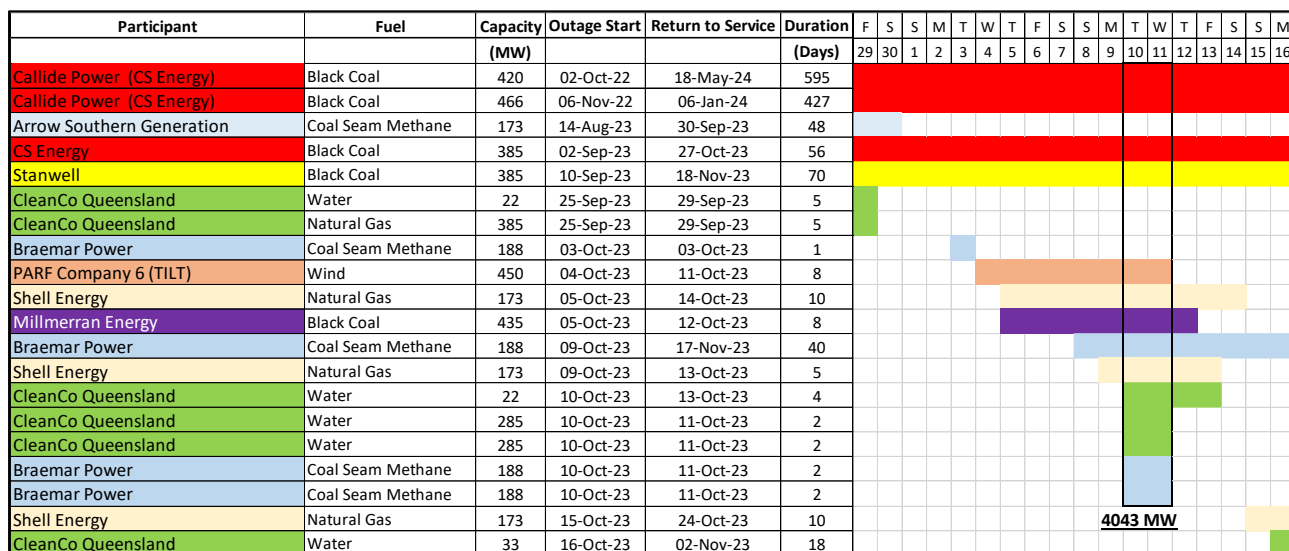 Participant Fuel Capacity Outage Start Return to Service Duration F S S M T W T F S S M T W T F S S M
(MW) (Days) 29 30 1 2 3 4 5 6 7 8 9 10 11 12 13 14 15 16
Callide Power (CS Energy) Black Coal 420 02-Oct-22 18-May-24 595
Callide Power (CS Energy) Black Coal 466 06-Nov-22 06-Jan-24 427
Arrow Southern Generation Coal Seam Methane 173 14-Aug-23 30-Sep-23 48
CS Energy Black Coal 385 02-Sep-23 27-Oct-23 56
Stanwell Black Coal 385 10-Sep-23 18-Nov-23 70
CleanCo Queensland Water 22 25-Sep-23 29-Sep-23 5
CleanCo Queensland Natural Gas 385 25-Sep-23 29-Sep-23 5
Braemar Power Coal Seam Methane 188 03-Oct-23 03-Oct-23 1
PARF Company 6 (TILT) Wind 450 04-Oct-23 11-Oct-23 8
Shell Energy Natural Gas 173 05-Oct-23 14-Oct-23 10
Millmerran Energy Black Coal 435 05-Oct-23 12-Oct-23 8
Braemar Power Coal Seam Methane 188 09-Oct-23 17-Nov-23 40
Shell Energy Natural Gas 173 09-Oct-23 13-Oct-23 5
CleanCo Queensland Water 22 10-Oct-23 13-Oct-23 4
CleanCo Queensland Water 285 10-Oct-23 11-Oct-23 2
CleanCo Queensland Water 285 10-Oct-23 11-Oct-23 2
Braemar Power Coal Seam Methane 188 10-Oct-23 11-Oct-23 2
Braemar Power Coal Seam Methane 188 10-Oct-23 11-Oct-23 2
Shell Energy Natural Gas 173 15-Oct-23 24-Oct-23 10 4043 MW
CleanCo Queensland Water 33 16-Oct-23 02-Nov-23 18